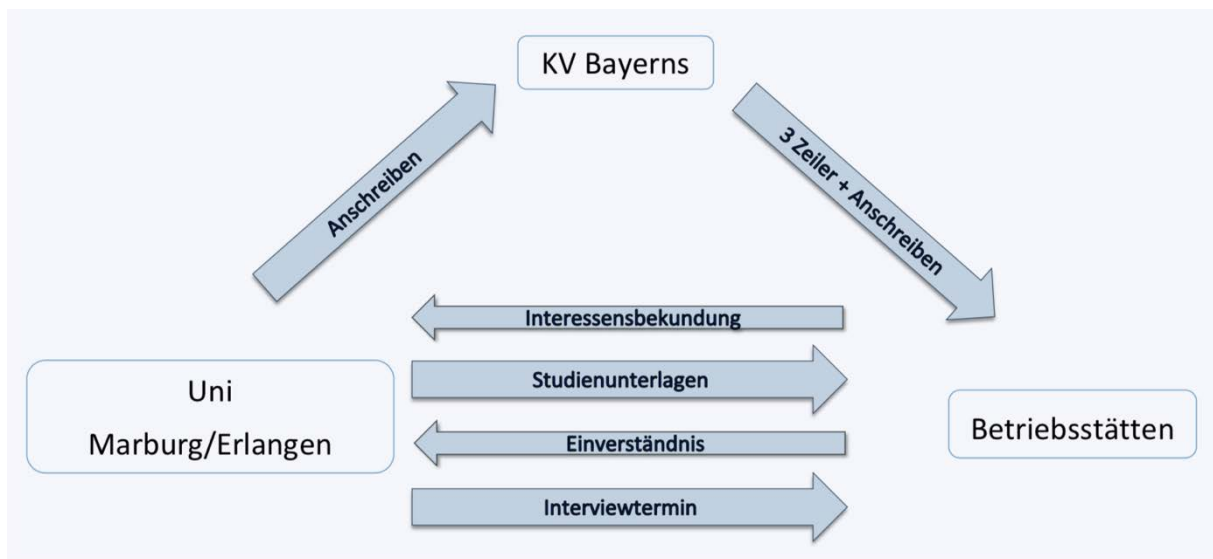 KV Bayerns
Anschreiben
3 Zeiler + Anschreiben
Interessensbekundung
Studienunterlagen
Einverständnis
Interviewtermin
Uni
Marburg/Erlangen
Betriebsstätten